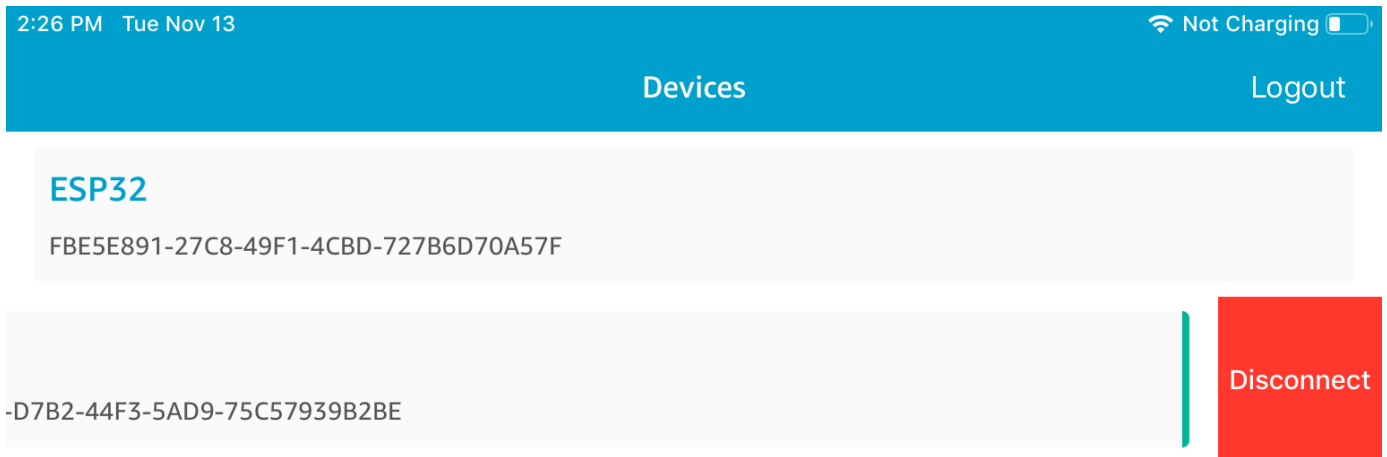 2:26 PM Tue Nov 13 Not Charging
Devices Logout
ESP32
FBE5E891-27C8-49F1-4CBD-727B6D70A57F
-D7B2-44F3-5AD9-75C57939B2BE
Disconnect